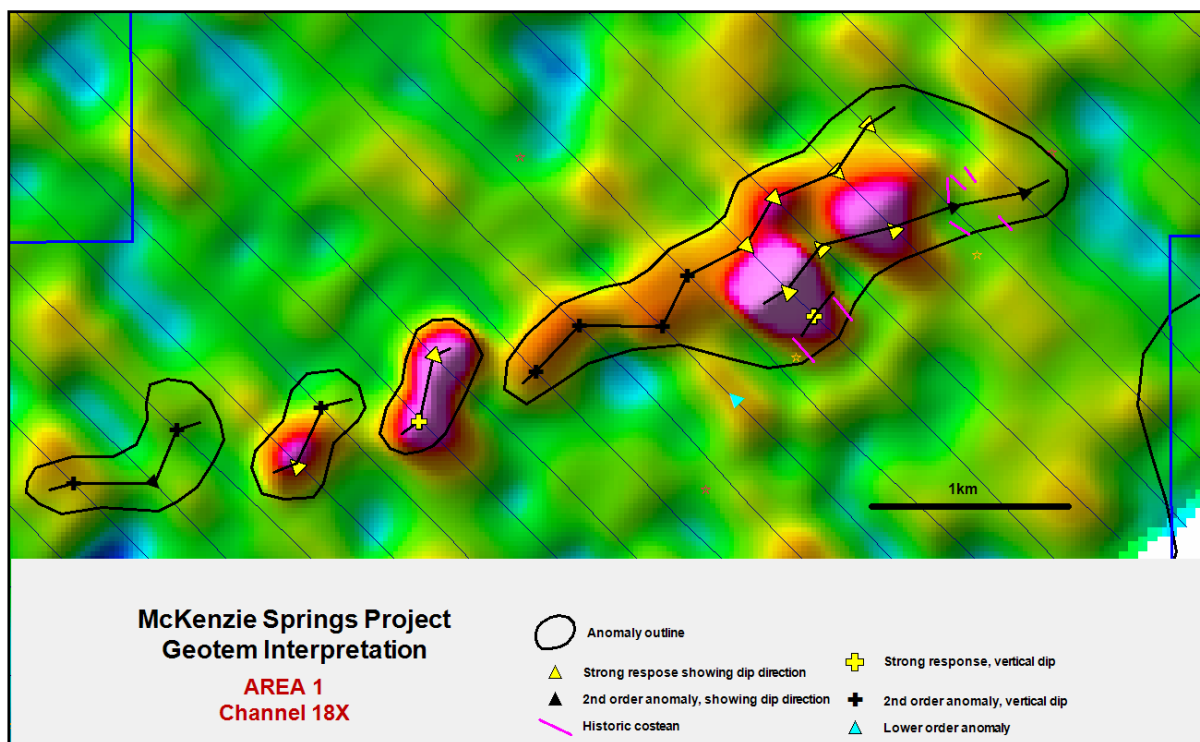 1km
McKenzie Springs Project
Geotem Interpretation
AREA 1
Channel 18X
Anomaly outline
Strong respose showing dip direction
2nd order anomaly, showing dip direction
Historic costean
Strong response, vertical dip
2nd order anomaly, vertical dip
Lower order anomaly